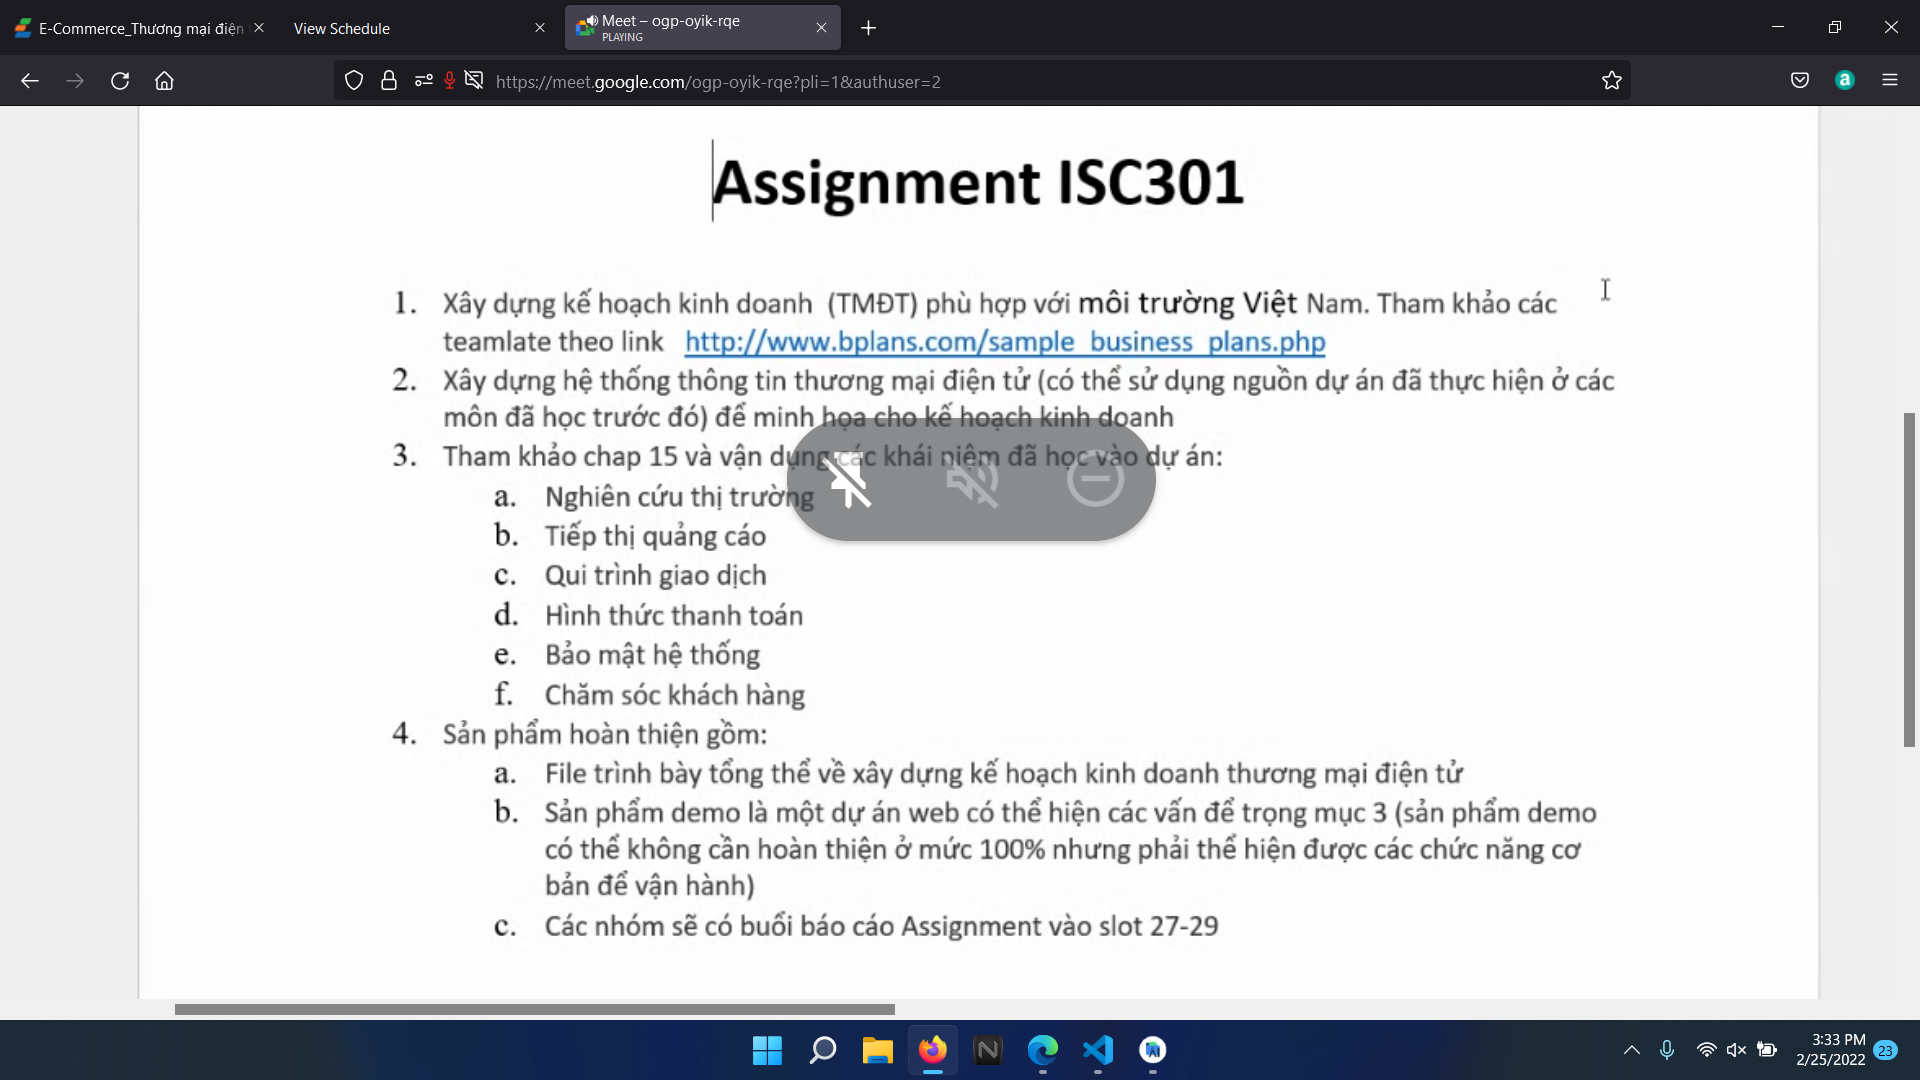 E-Commerce_Thương mại điện
View Schedule
Meet – ogp-oyik-rqe
PLAYING
https://meet.google.com/ogp-oyik-rqe?pli=1&authuser=2
a
Assignment ISC301
1. Xây dựng kế hoạch kinh doanh (TMĐT) phù hợp với môi trường Việt Nam. Tham khảo các
teamlate theo link http://www.bplans.com/sample_business_plans.php
2. Xây dựng hệ thống thông tin thương mại điện tử (có thể sử dụng nguồn dự án đã thực hiện ở các
môn đã học trước đó) để minh họa cho kế hoạch kinh doanh
3. Tham khảo chap 15 và vận dụng các khái niệm đã học vào dự án:
a. Nghiên cứu thị trường
b. Tiếp thị quảng cáo
c. Qui trình giao dịch
d. Hình thức thanh toán
e. Bảo mật hệ thống
f. Chăm sóc khách hàng
4. Sản phẩm hoàn thiện gồm:
a. File trình bày tổng thể về xây dựng kế hoạch kinh doanh thương mại điện tử
b. Sản phẩm demo là một dự án web có thể hiện các vấn đề trọng mục 3 (sản phẩm demo
có thể không cần hoàn thiện ở mức 100% nhưng phải thể hiện được các chức năng cơ
bản để vận hành)
c. Các nhóm sẽ có buổi báo cáo Assignment vào slot 27-29
3:33 PM
2/25/2022
23